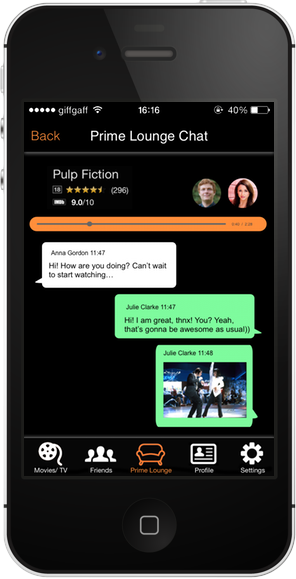 giffgaff 16:16 40%
Back Prime Lounge Chat
Pulp Fiction
18 (296)
9.0/10
Anna Gordon 11:47
Hi! How are you doing? Can't wait
to start watching...
Julie Clarke 11:47
Hi! I am great, thnx! You? Yeah,
that's gonna be awesome as usual))
Julie Clarke 11:48
Movies/ TV Friends Prime Lounge Profile Settings